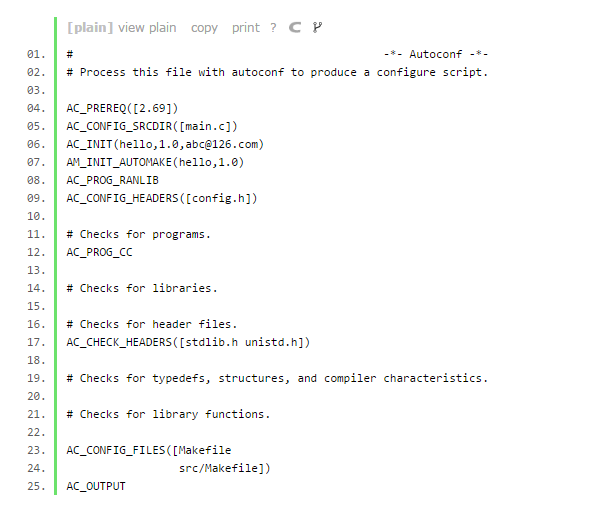 [plain] view plain copy print ?
01. # -*- Autoconf -*-
02. # Process this file with autoconf to produce a configure script.
03.
04. AC_PREREQ([2.69])
05. AC_CONFIG_SRCDIR([main.c])
06. AC_INIT(hello,1.0,abc@126.com)
07. AM_INIT_AUTOMAKE(hello,1.0)
08. AC_PROG_RANLIB
09. AC_CONFIG_HEADERS([config.h])
10.
11. # Checks for programs.
12. AC_PROG_CC
13.
14. # Checks for libraries.
15.
16. # Checks for header files.
17. AC_CHECK_HEADERS([stdlib.h unistd.h])
18.
19. # Checks for typedefs, structures, and compiler characteristics.
20.
21. # Checks for library functions.
22.
23. AC_CONFIG_FILES([Makefile
24. src/Makefile])
25. AC_OUTPUT